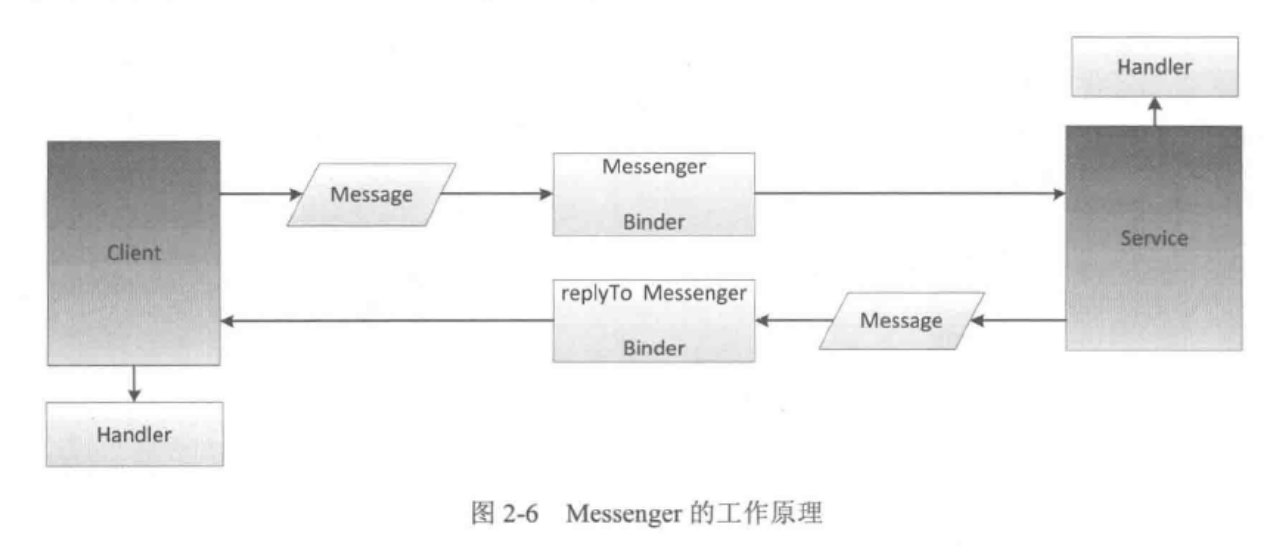 Handler
Message
Messenger
Binder
Client
Service
replyTo Messenger
Binder
Message
Handler
图 2-6 Messenger 的工作原理